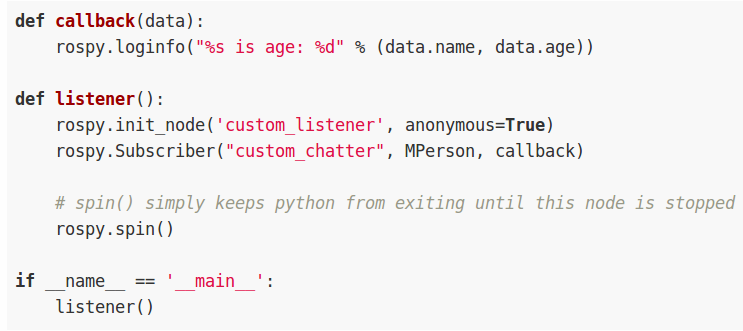 def callback(data):
    rospy.loginfo("%s is age: %d" % (data.name, data.age))

def listener():
    rospy.init_node('custom_listener', anonymous=True)
    rospy.Subscriber("custom_chatter", MPerson, callback)

    # spin() simply keeps python from exiting until this node is stopped
    rospy.spin()

if __name__ == '__main__':
    listener()